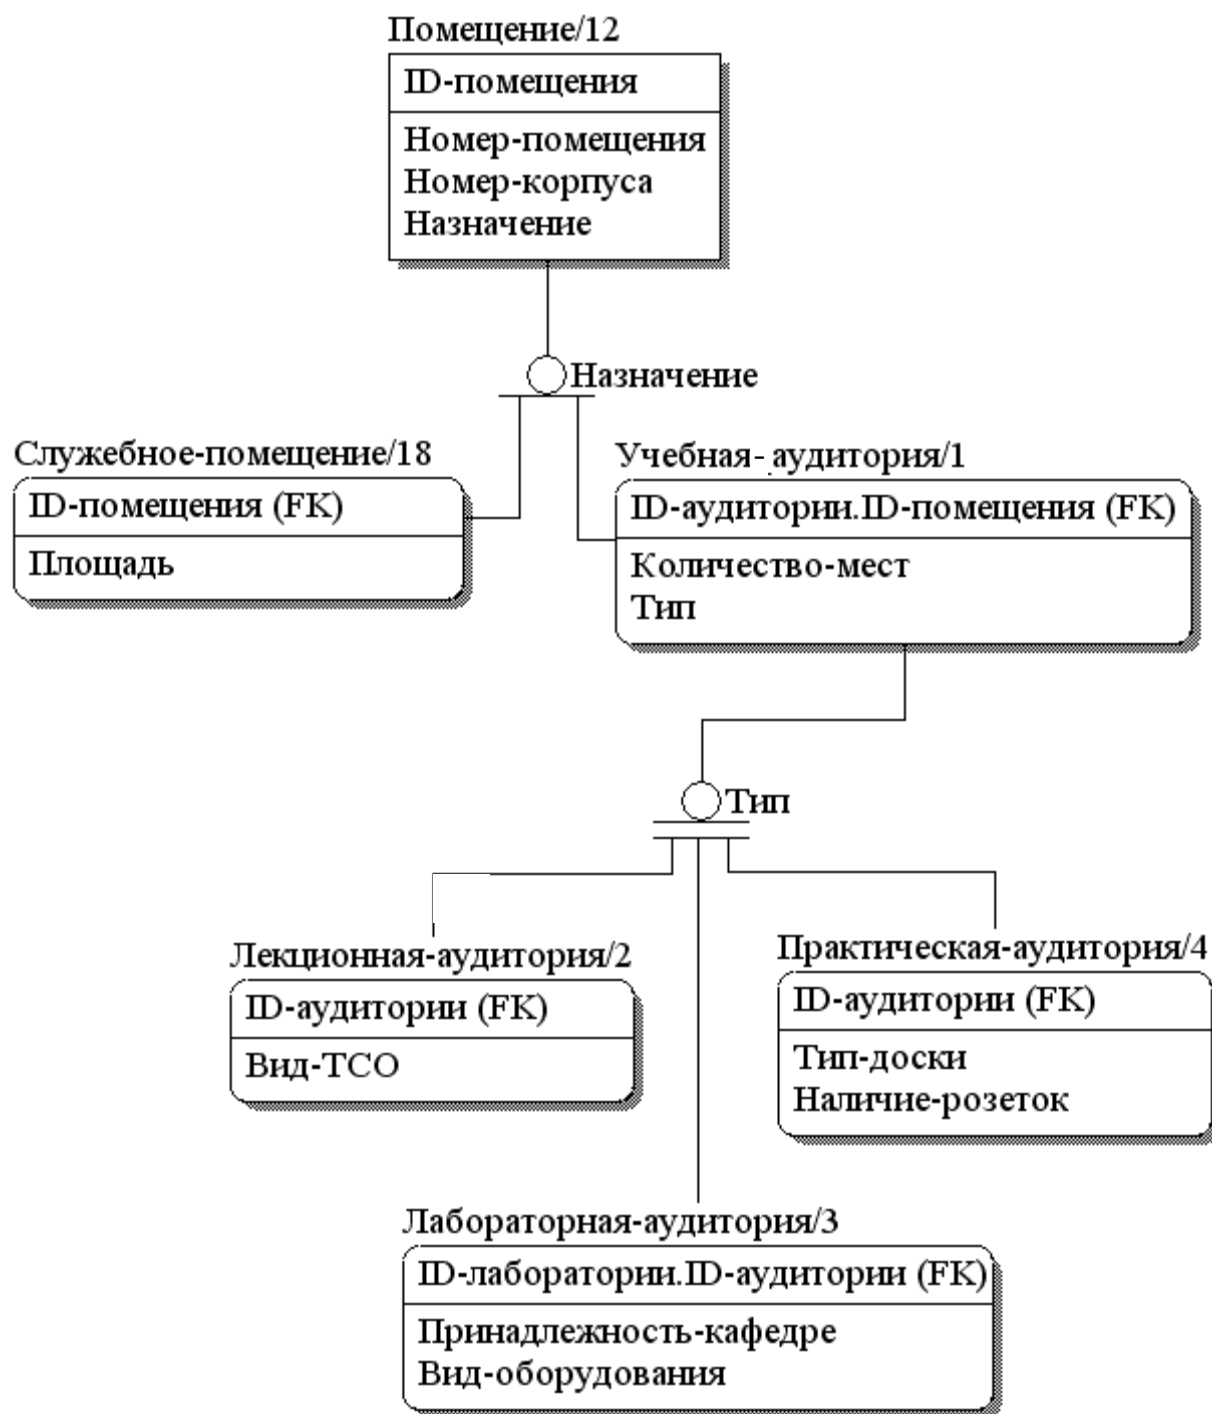 Помещение/12
ID-помещения
Номер-помещения
Номер-корпуса
Назначение
Назначение
Служебное-помещение/18
ID-помещения (FK)
Площадь
Учебная-аудитория/1
ID-аудитории.ID-помещения (FK)
Количество-мест
Тип
Тип
Лекционная-аудитория/2
ID-аудитории (FK)
Вид-ТСО
Практическая-аудитория/4
ID-аудитории (FK)
Тип-доски
Наличие-розеток
Лабораторная-аудитория/3
ID-лаборатории.ID-аудитории (FK)
Принадлежность-кафедре
Вид-оборудования